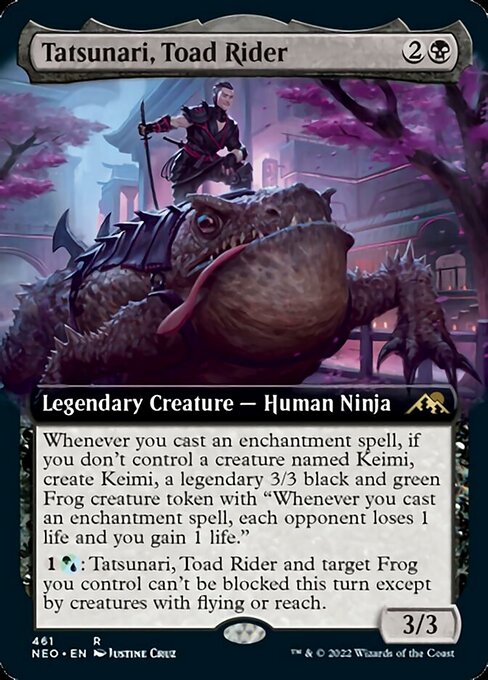 Tatsunari, Toad Rider 2
Legendary Creature — Human Ninja
Whenever you cast an enchantment spell, if
you don't control a creature named Keimi,
create Keimi, a legendary 3/3 black and green
Frog creature token with “Whenever you cast
an enchantment spell, each opponent loses 1
life and you gain 1 life.”
1 : Tatsunari, Toad Rider and target Frog
you control can't be blocked this turn except
by creatures with flying or reach.
3/3
461 R
NEO • EN Justine Cruz
™ & © 2022 Wizards of the Coast